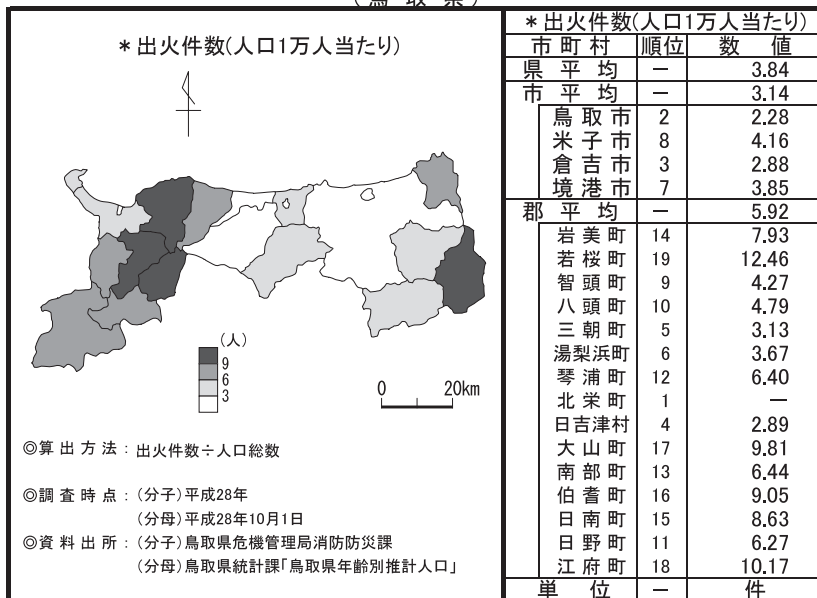 (鳥取県)
＊出火件数(人口1万人当たり)
(人)
9
6
3
0 20km
◎算出方法：出火件数÷人口総数
◎調査時点：(分子)平成28年
(分母)平成28年10月1日
◎資料出所：(分子)鳥取県危機管理局消防防災課
(分母)鳥取県統計課「鳥取県年齢別推計人口」
＊出火件数(人口1万人当たり)
市町村 順位 数値
県平均 － 3.84
市平均 － 3.14
鳥取市 2 2.28
米子市 8 4.16
倉吉市 3 2.88
境港市 7 3.85
郡平均 － 5.92
岩美町 14 7.93
若桜町 19 12.46
智頭町 9 4.27
八頭町 10 4.79
三朝町 5 3.13
湯梨浜町 6 3.67
琴浦町 12 6.40
北栄町 1 －
日吉津村 4 2.89
大山町 17 9.81
南部町 13 6.44
伯耆町 16 9.05
日南町 15 8.63
日野町 11 6.27
江府町 18 10.17
単位 － 件